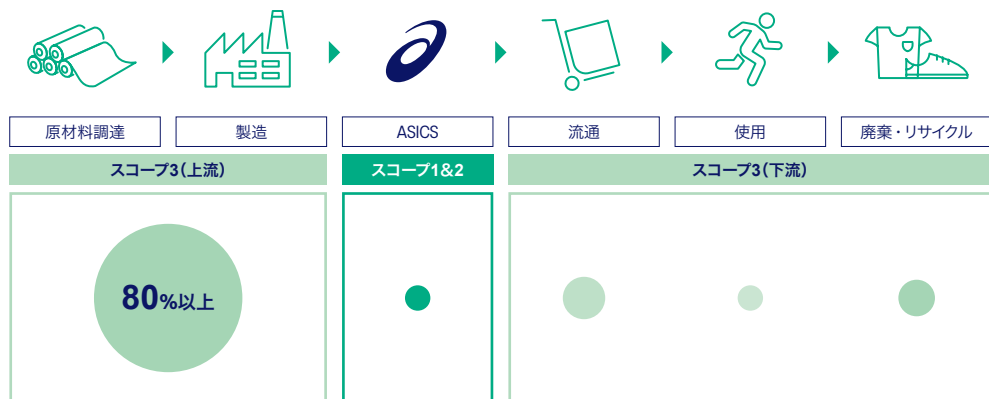 原材料調達
製造
ASICS
流通
使用
廃棄・リサイクル
スコープ3（上流）
スコープ1&2
スコープ3（下流）
80%以上